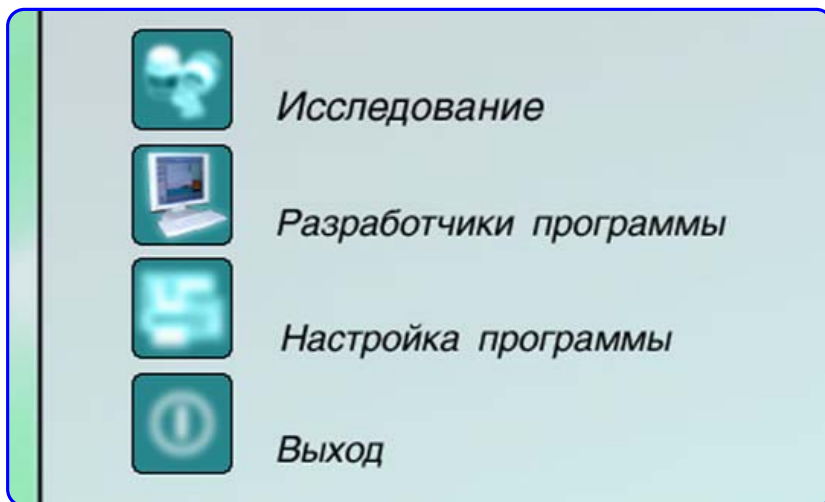 Исследование
Разработчики программы
Настройка программы
Выход